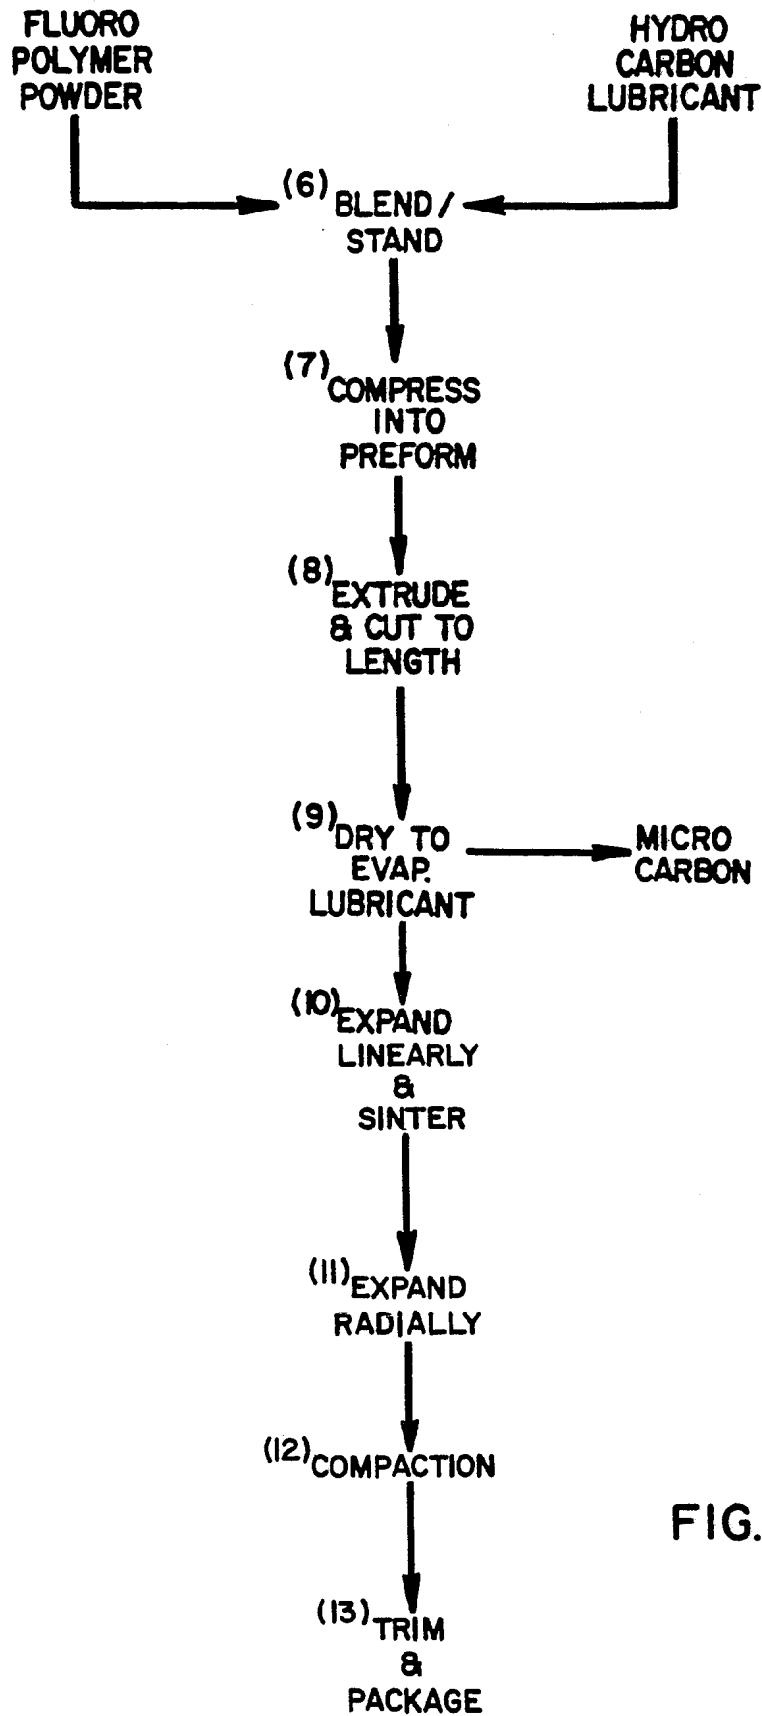 FLUORO
POLYMER
POWDER
HYDRO
CARBON
LUBRICANT
(6) BLEND/
STAND
(7) COMPRESS
INTO
PREFORM
(8) EXTRUDE
& CUT TO
LENGTH
(9) DRY TO
EVAP.
LUBRICANT
MICRO
CARBON
(10) EXPAND
LINEARLY
&
SINTER
(11) EXPAND
RADIALLY
(12) COMPACTION
FIG.
(13) TRIM
&
PACKAGE